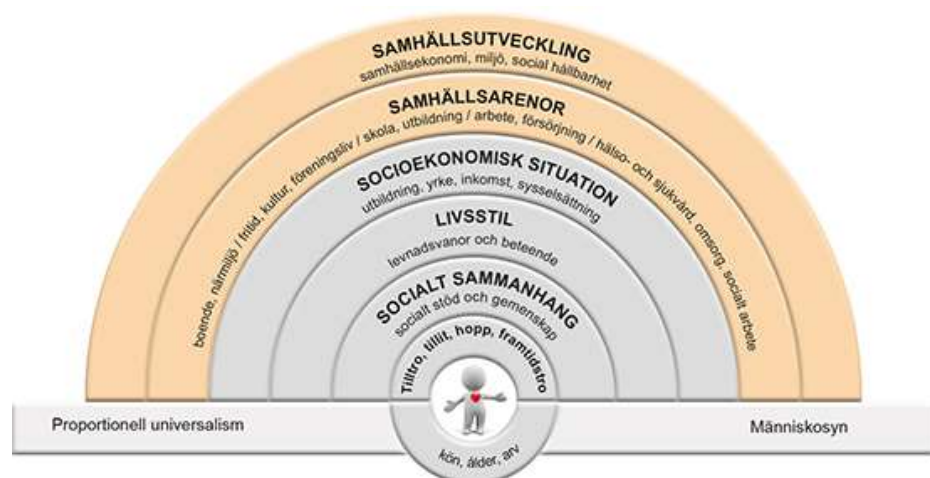 SAMHÄLLSUTVECKLING
samhällsekonomi, miljö, social hållbarhet
SAMHÄLLSARENOR
boende, närmiljö / fritid, kultur, föreningsliv / skola, utbildning / arbete, försörjning / hälso- och sjukvård, omsorg, socialt arbete
SOCIOEKONOMISK SITUATION
utbildning, yrke, inkomst, sysselsättning
LIVSSTIL
levnadsvanor och beteende
SOCIALT SAMMANHANG
socialt stöd och gemenskap
Tilltro, tillit, hopp, framtidstro
Proportionell universalism
Människosyn
kön, ålder, arv